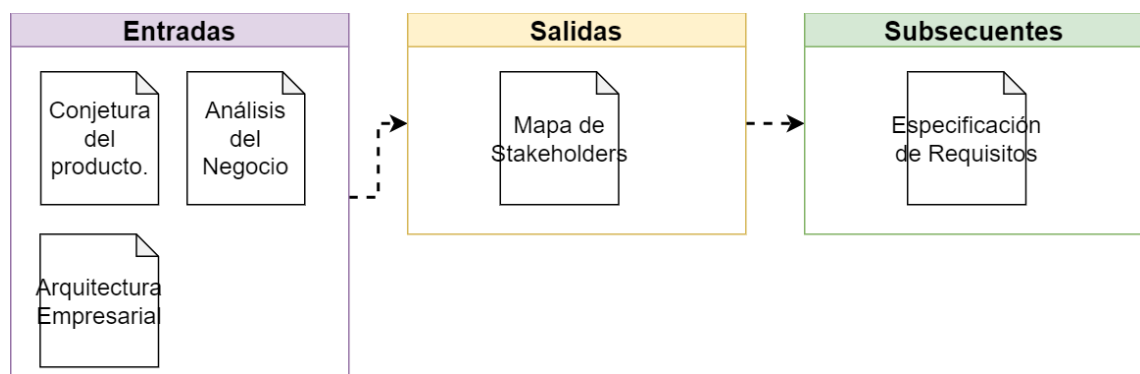 Entradas
Conjetura
del
producto.
Análisis
del
Negocio
Arquitectura
Empresarial
Salidas
Mapa de
Stakeholders
Subsecuentes
Especificación
de Requisitos